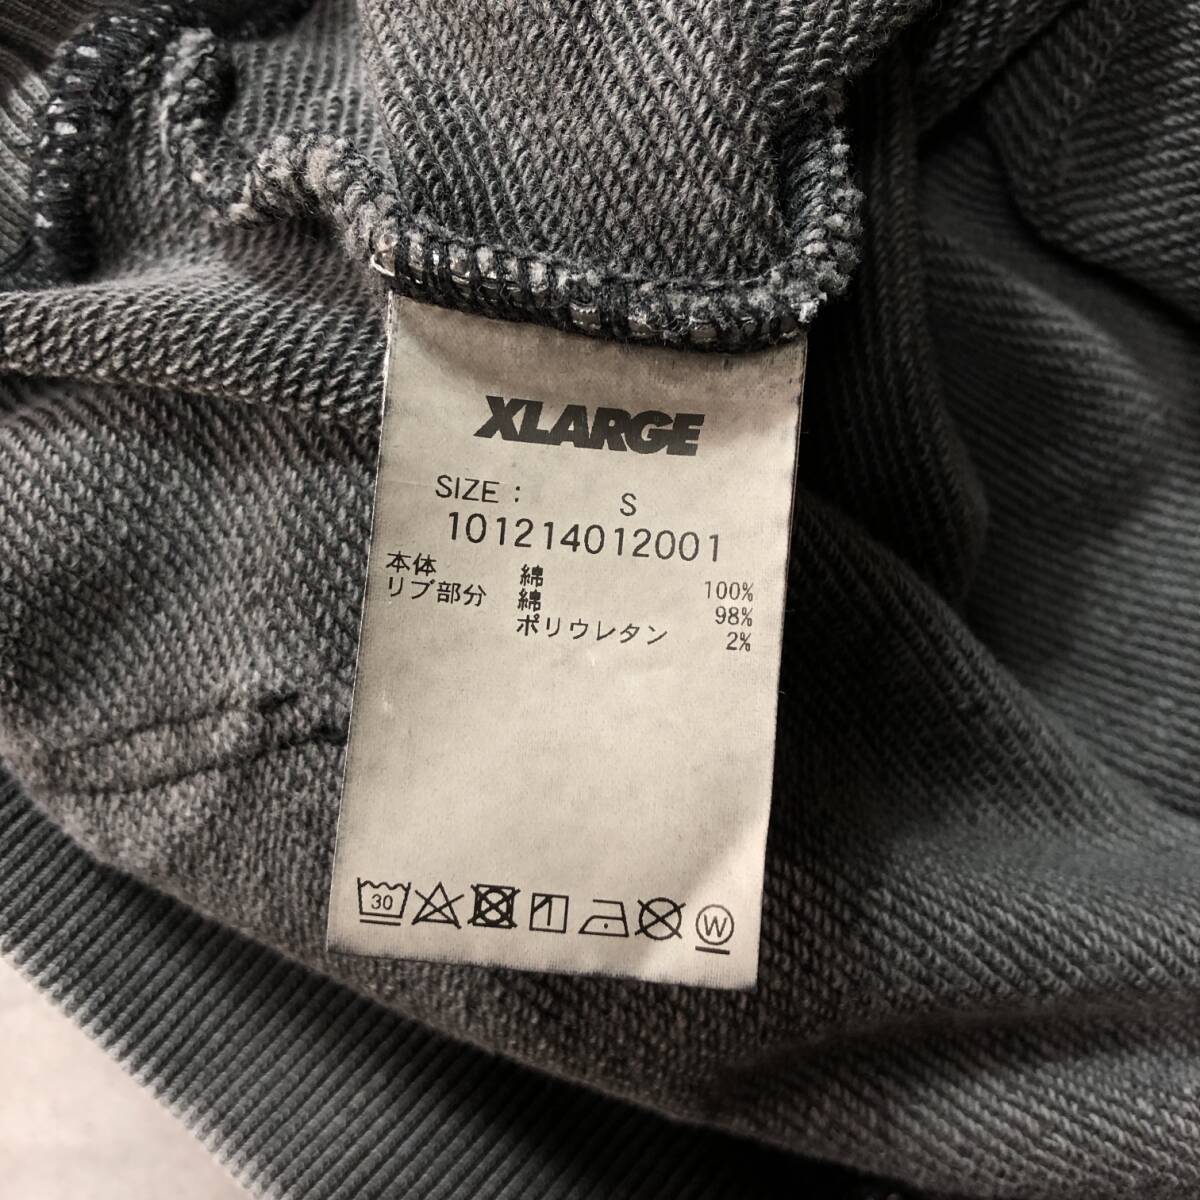 XLARGE
SIZE : S
101214012001
本体 綿 100%
リブ部分 綿 98%
ポリウレタン 2%
30 W